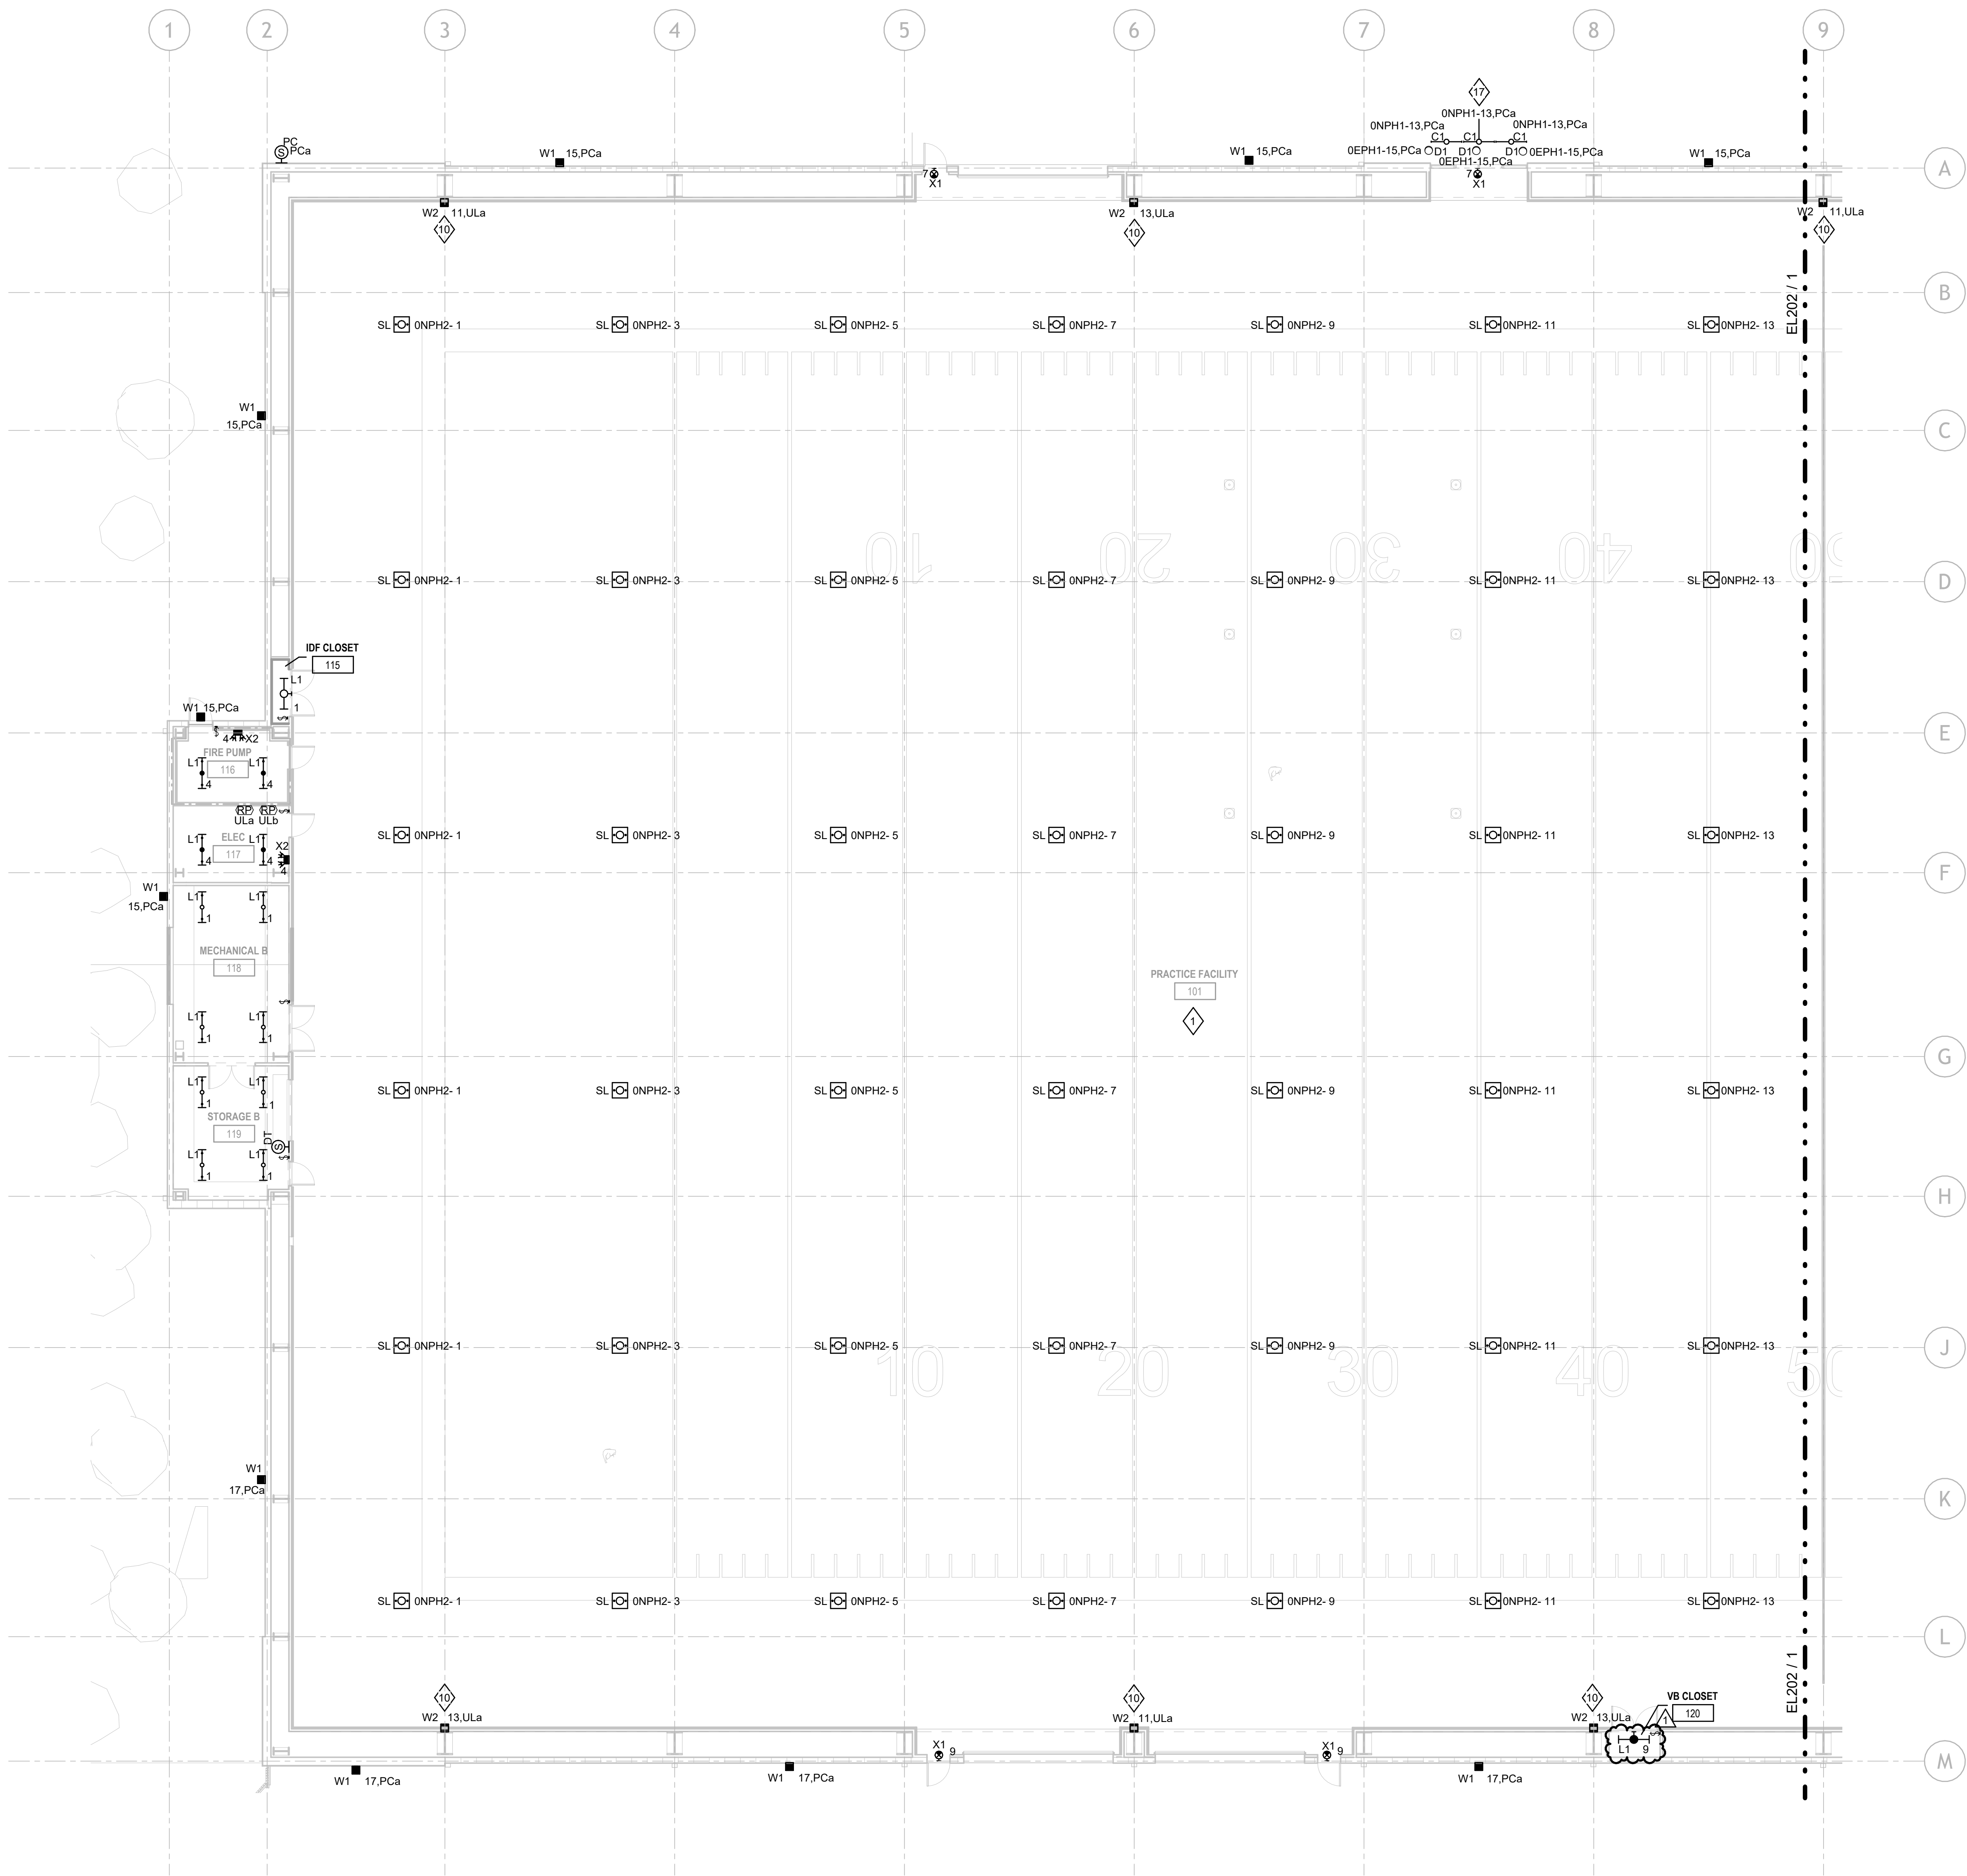 1 2 3 4 5 6 7 8 9
17
0NPH1-13,PCa
0NPH1-13,PCa 0NPH1-13,PCa
C1 C1 C1
PC
S PCa
W1 15,PCa
W1 15,PCa
0EPH1-15,PCa D1 D1 D1 0EPH1-15,PCa
0EPH1-15,PCa
W1 15,PCa
A
7
X1
7
X1
W2 11,ULa
W2 13,ULa
W2 11,ULa
10
10
10
B
EL202 / 1
SL 0NPH2- 1 SL 0NPH2- 3 SL 0NPH2- 5 SL 0NPH2- 7 SL 0NPH2- 9 SL 0NPH2- 11 SL 0NPH2- 13
W1
15,PCa
C
10 20 30 40 50
SL 0NPH2- 1 SL 0NPH2- 3 SL 0NPH2- 5 SL 0NPH2- 7 SL 0NPH2- 9 SL 0NPH2- 11 SL 0NPH2- 13
D
IDF CLOSET
115
L1
1
W1 15,PCa
E
4 X2
FIRE PUMP
116
L1 L1
4 4
RP RP
ULa ULb
SL 0NPH2- 1 SL 0NPH2- 3 SL 0NPH2- 5 SL 0NPH2- 7 SL 0NPH2- 9 SL 0NPH2- 11 SL 0NPH2- 13
ELEC
117
L1 L1
4 4
X2
4
F
W1
15,PCa
L1 L1
1 1
MECHANICAL B
118
PRACTICE FACILITY
101
1
L1 L1
1 1
G
SL 0NPH2- 1 SL 0NPH2- 3 SL 0NPH2- 5 SL 0NPH2- 7 SL 0NPH2- 9 SL 0NPH2- 11 SL 0NPH2- 13
L1 L1
1 1
STORAGE B
119
DT
S
L1 L1
1 1
H
SL 0NPH2- 1 SL 0NPH2- 3 SL 0NPH2- 5 SL 0NPH2- 7 SL 0NPH2- 9 SL 0NPH2- 11 SL 0NPH2- 13
J
10 20 30 40 50
W1
17,PCa
K
SL 0NPH2- 1 SL 0NPH2- 3 SL 0NPH2- 5 SL 0NPH2- 7 SL 0NPH2- 9 SL 0NPH2- 11 SL 0NPH2- 13
L
EL202 / 1
10
10
10
VB CLOSET
120
1
W2 13,ULa
W2 11,ULa
W2 13,ULa
L1 9
X1 9
X1 9
M
W1 17,PCa
W1 17,PCa
W1 17,PCa